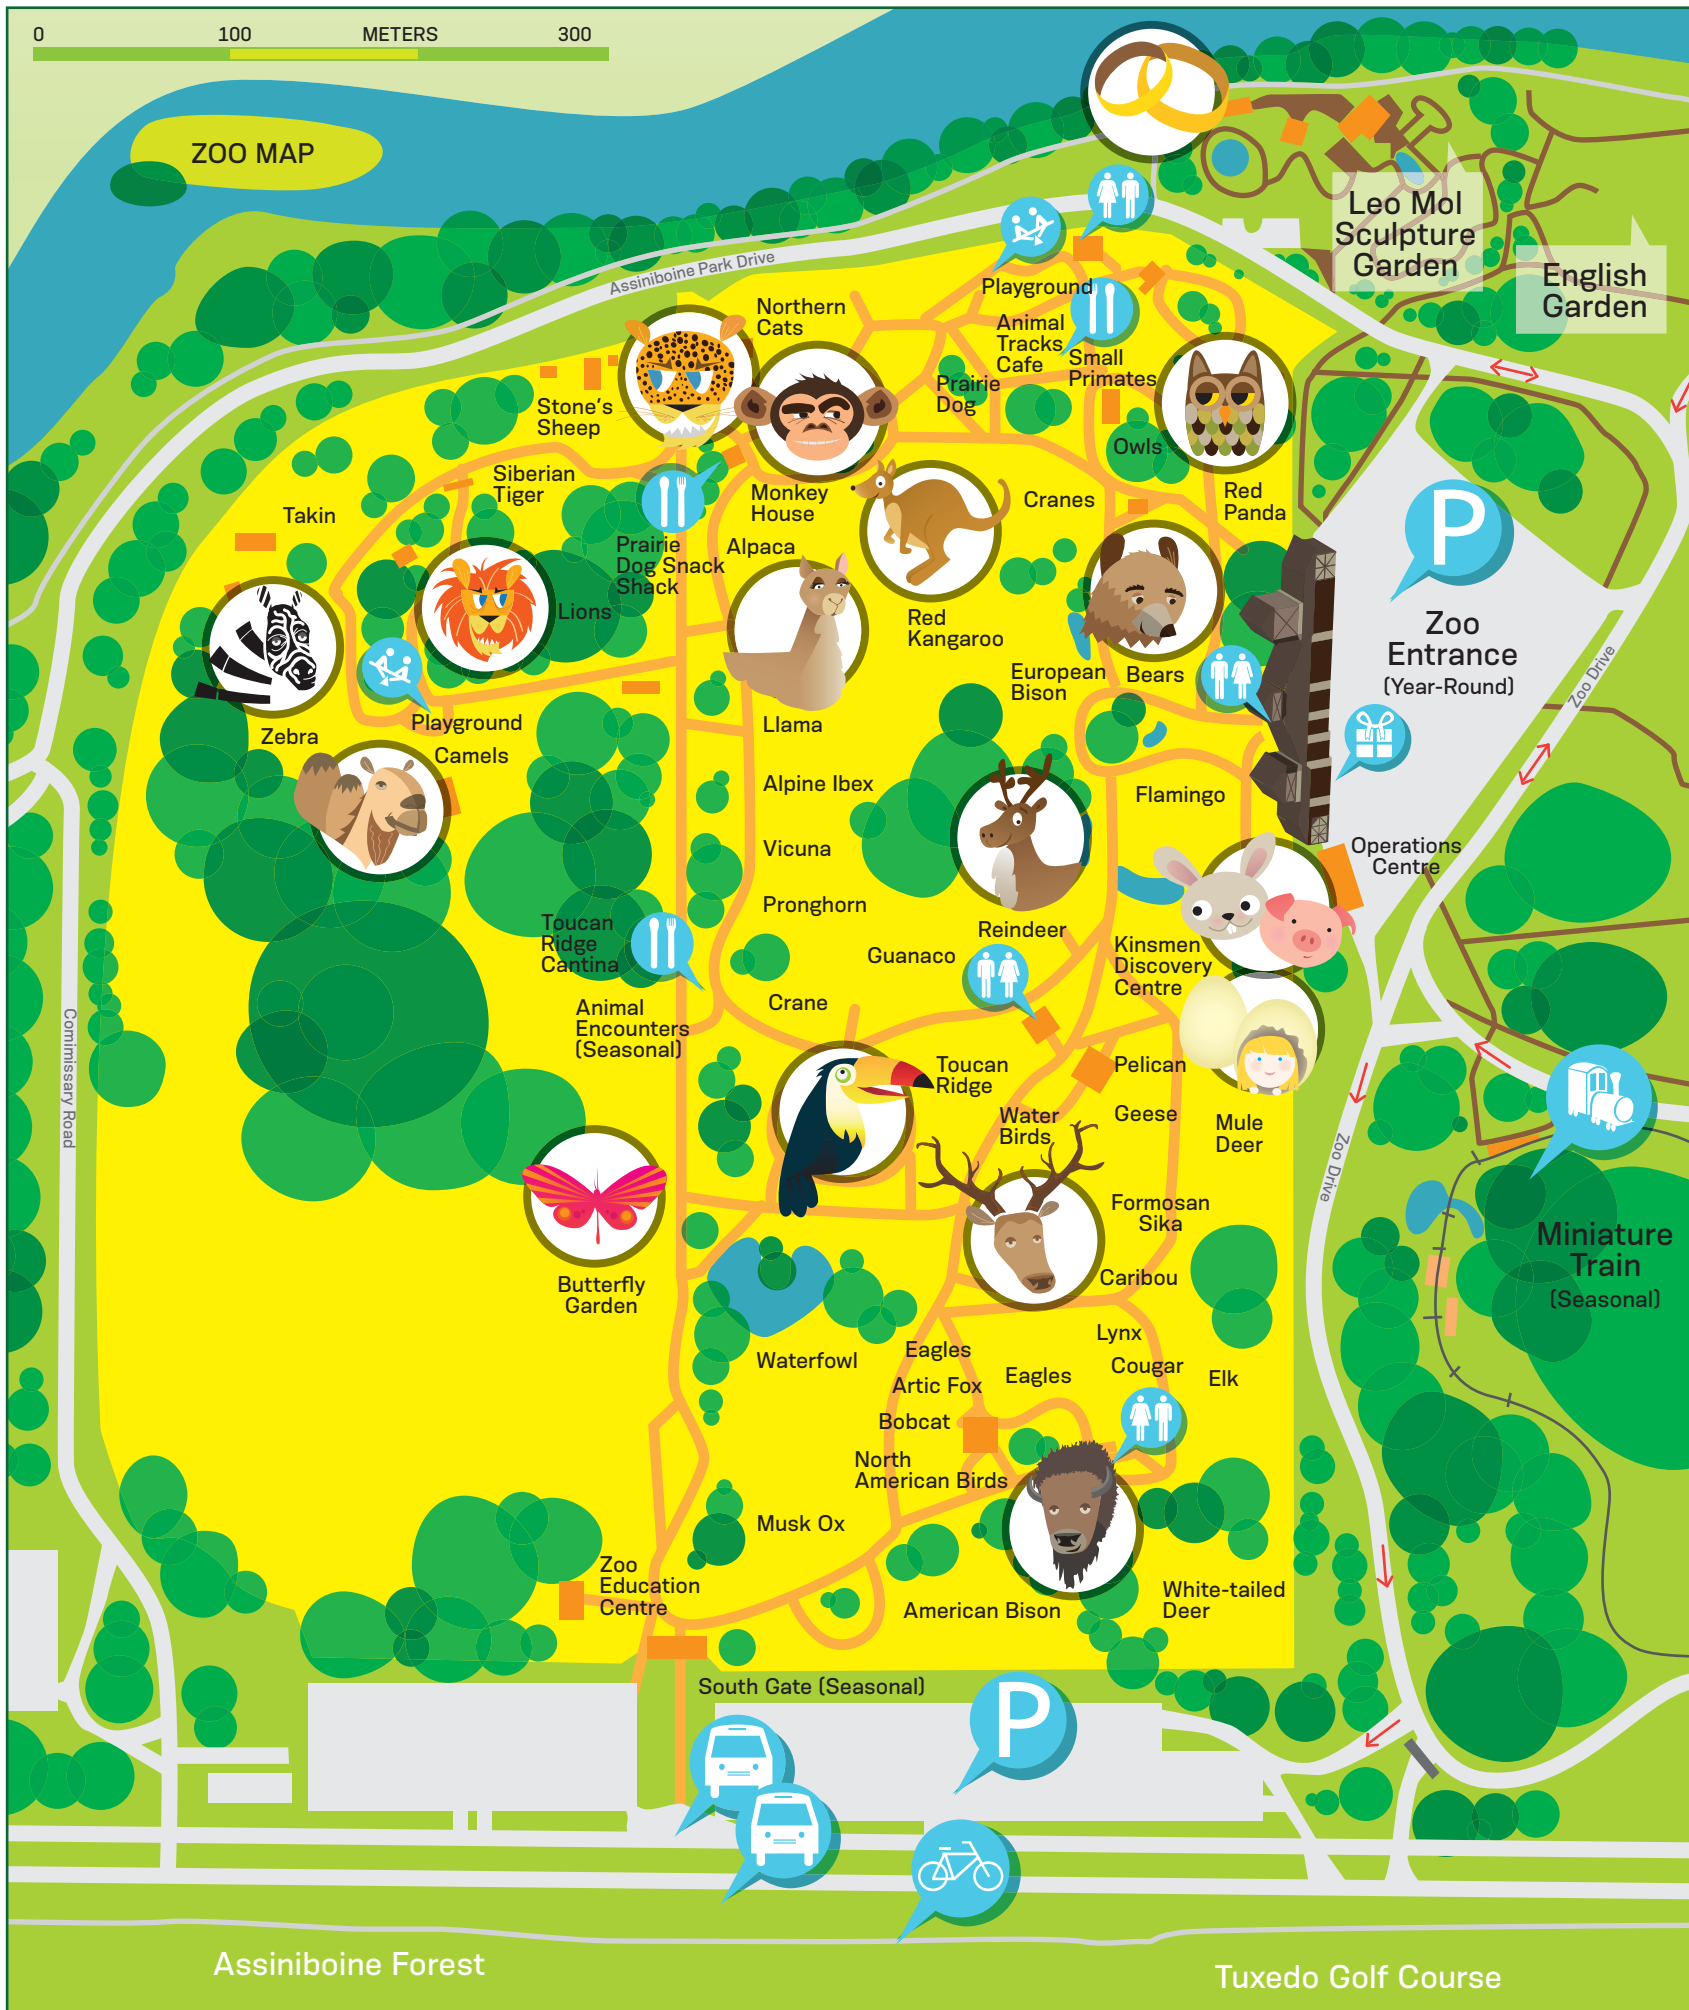 0 100 METERS 300
ZOO MAP
Leo Mol
Sculpture
Garden
English
Garden
Assiniboine Park Drive
Playground
Northern
Cats
Animal
Tracks
Cafe
Small
Primates
Prairie
Dog
Stone's
Sheep
Owls
Siberian
Tiger
Monkey
House
Cranes
Red
Panda
Takin
P
Prairie
Dog Snack
Shack
Alpaca
Lions
Red
Kangaroo
Zoo
Entrance
(Year-Round)
Zoo Drive
European
Bison
Bears
Playground
Llama
Zebra
Camels
Alpine Ibex
Flamingo
Vicuna
Operations
Centre
Pronghorn
Toucan
Ridge
Cantina
Reindeer
Guanaco
Kinsmen
Discovery
Centre
Crane
Animal
Encounters
(Seasonal)
Commissary Road
Toucan
Ridge
Pelican
Water
Birds
Geese
Mule
Deer
Zoo Drive
Formosan
Sika
Miniature
Train
(Seasonal)
Butterfly
Garden
Caribou
Lynx
Waterfowl
Eagles
Cougar
Eagles
Elk
Artic Fox
Bobcat
North
American Birds
Musk Ox
Zoo
Education
Centre
White-tailed
Deer
American Bison
South Gate (Seasonal)
P
Assiniboine Forest
Tuxedo Golf Course